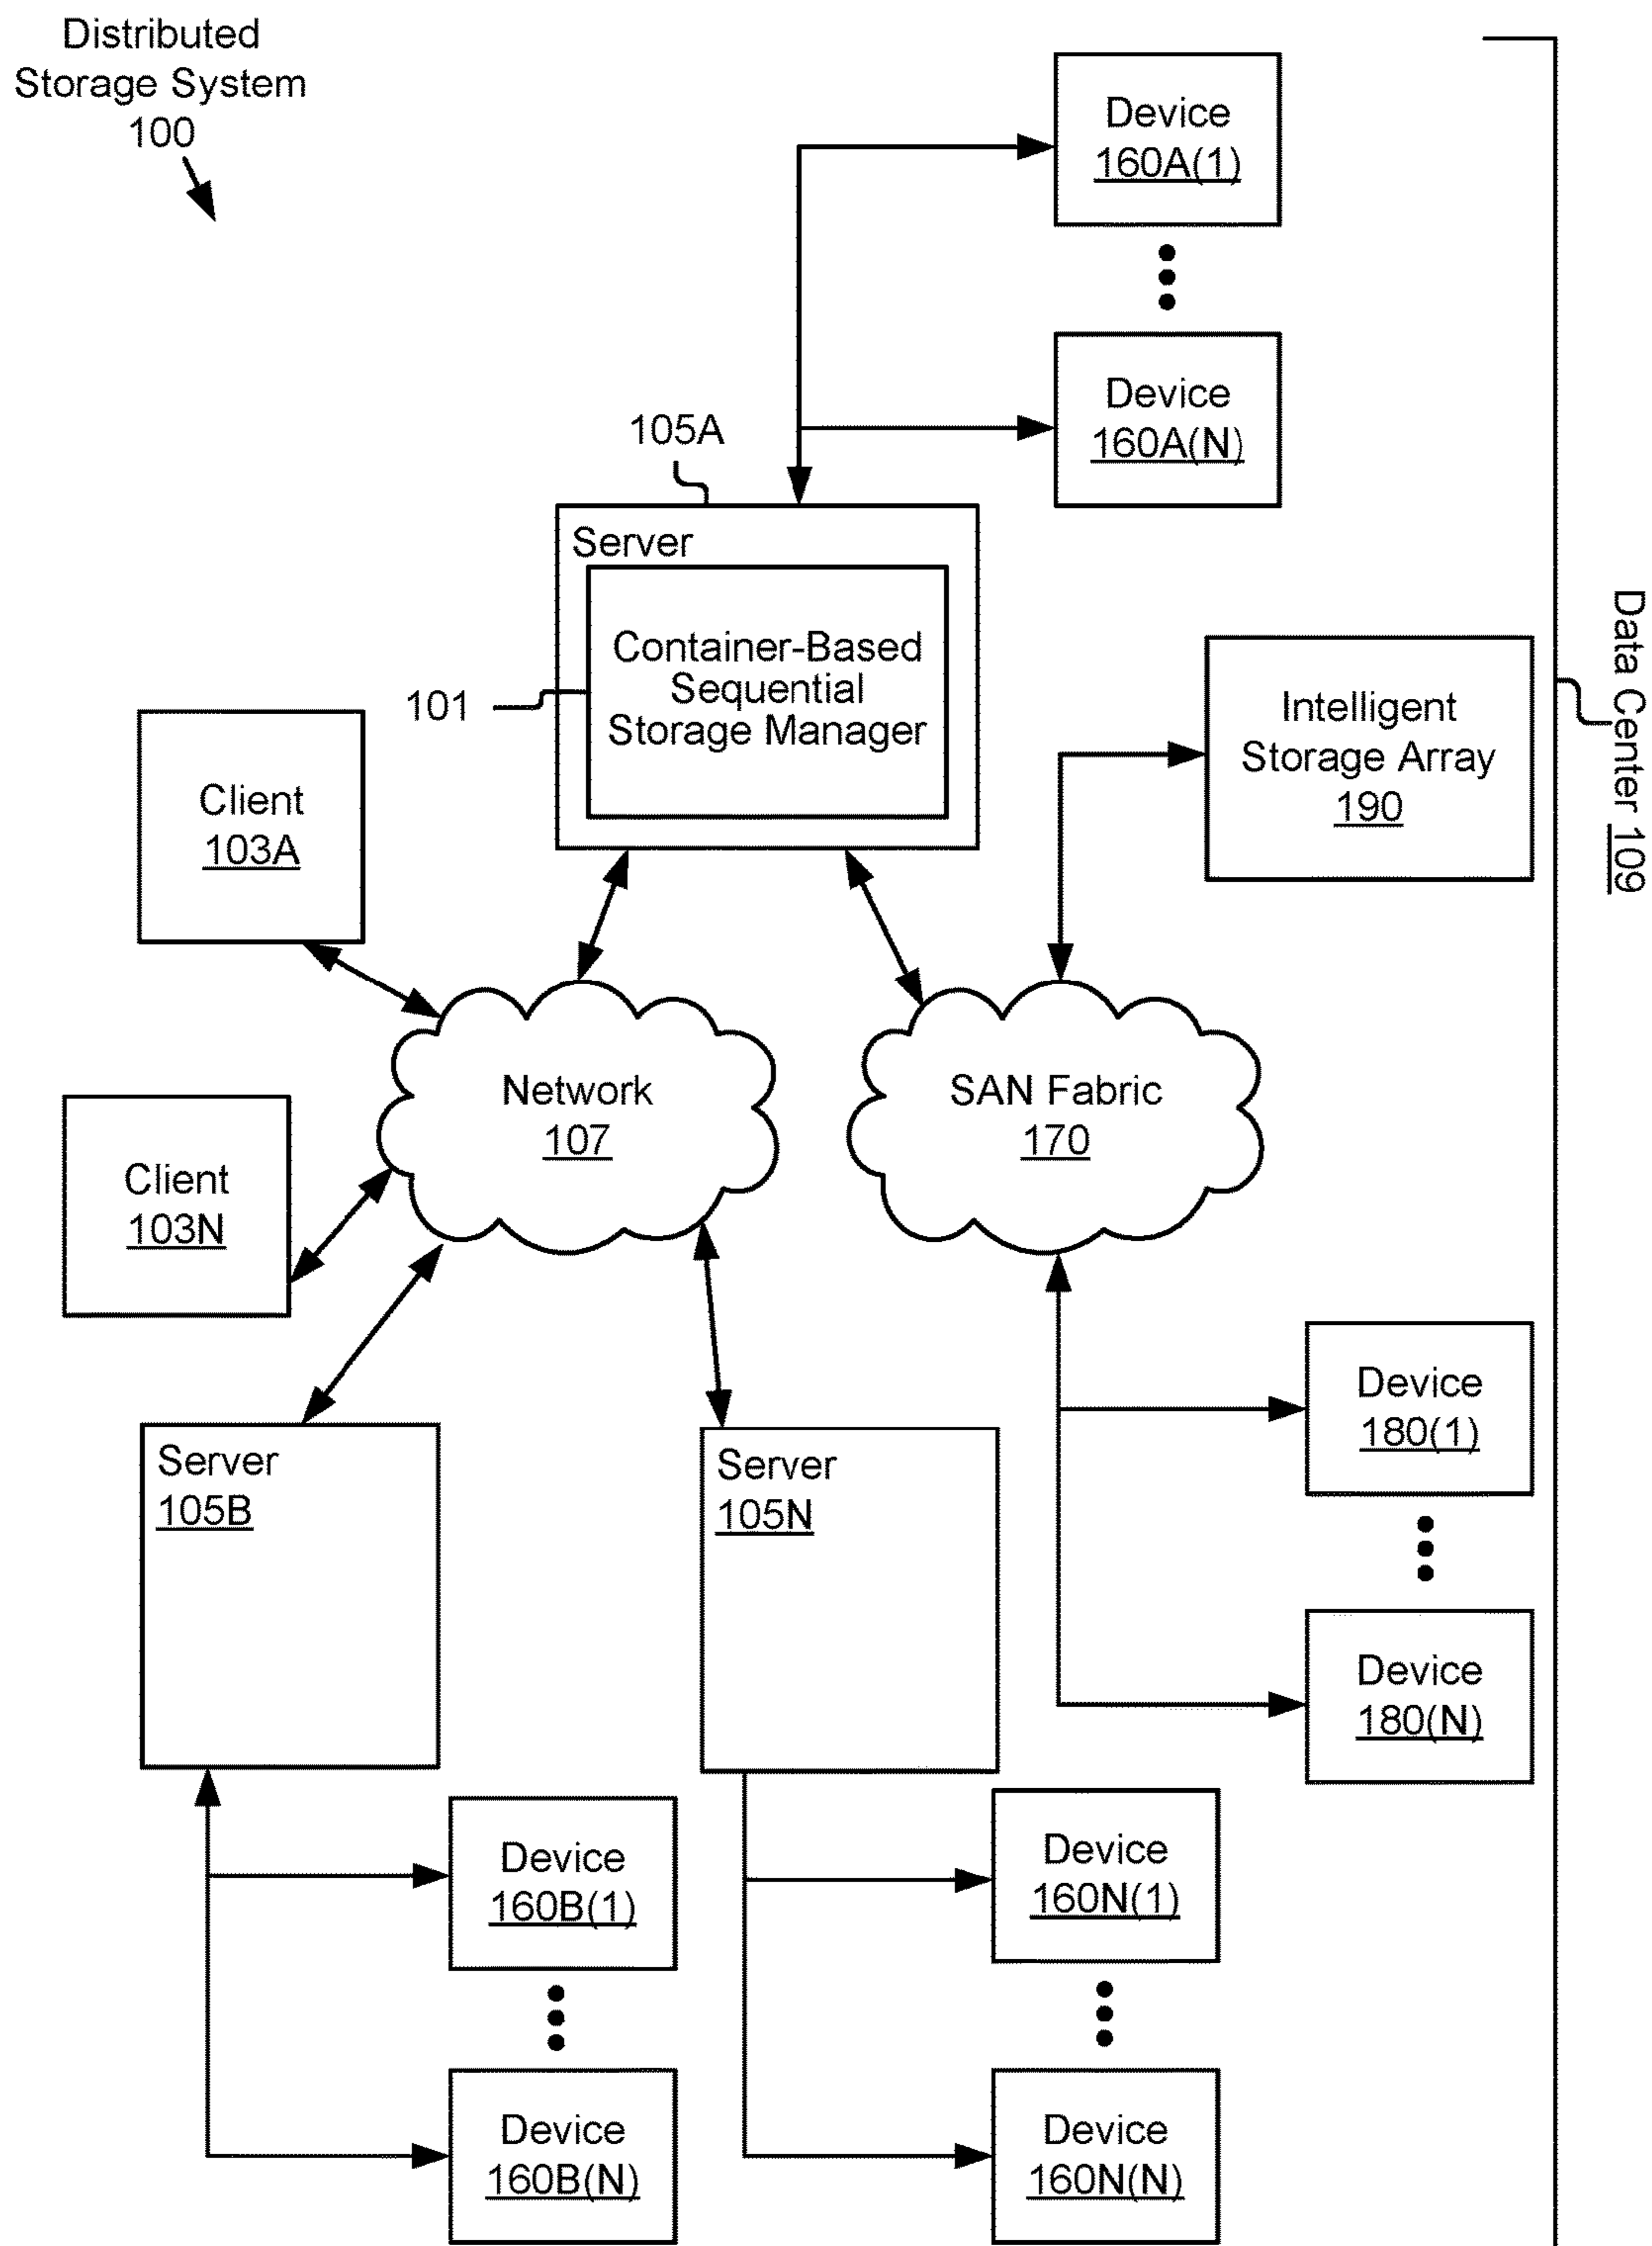 Distributed
Storage System
100
Device
160A(1)
Device
160A(N)
105A
Server
Container-Based
Sequential
Storage Manager
101
Intelligent
Storage Array
190
Data Center 109
Client
103A
Network
107
SAN Fabric
170
Client
103N
Device
180(1)
Server
105B
Server
105N
Device
180(N)
Device
160B(1)
Device
160N(1)
Device
160B(N)
Device
160N(N)